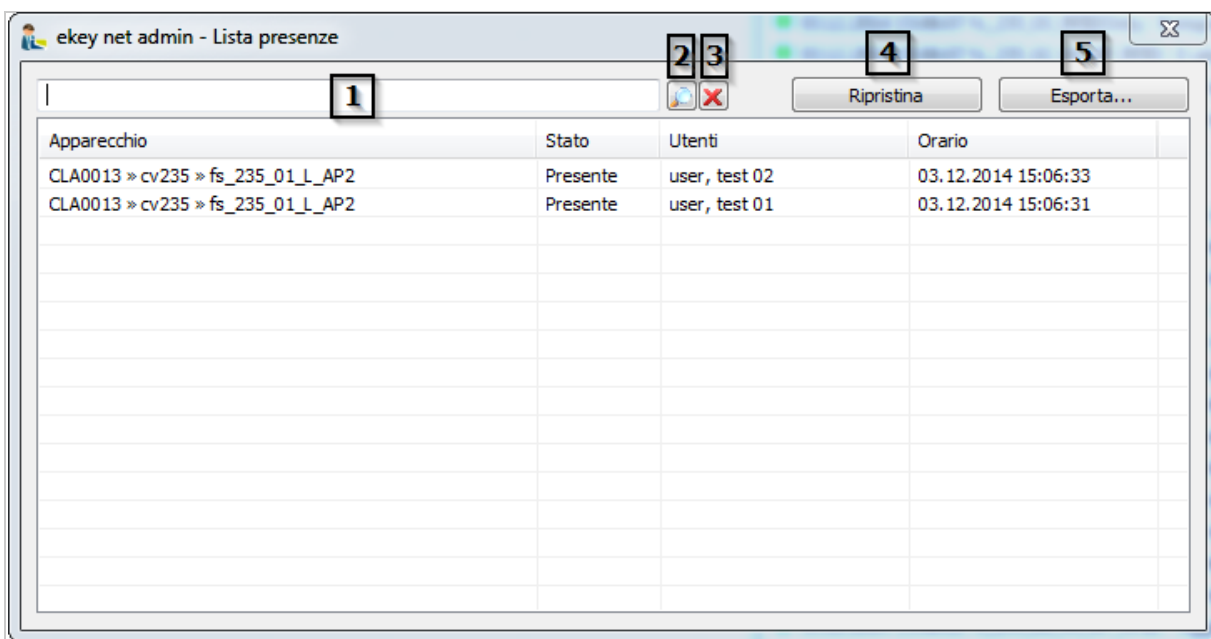 ekey net admin - Lista presenze
2 3 4 5
1 Ripristina Esporta...
Apparecchio Stato Utenti Orario
CLA0013 » cv235 » fs_235_01_L_AP2 Presente user, test 02 03.12.2014 15:06:33
CLA0013 » cv235 » fs_235_01_L_AP2 Presente user, test 01 03.12.2014 15:06:31